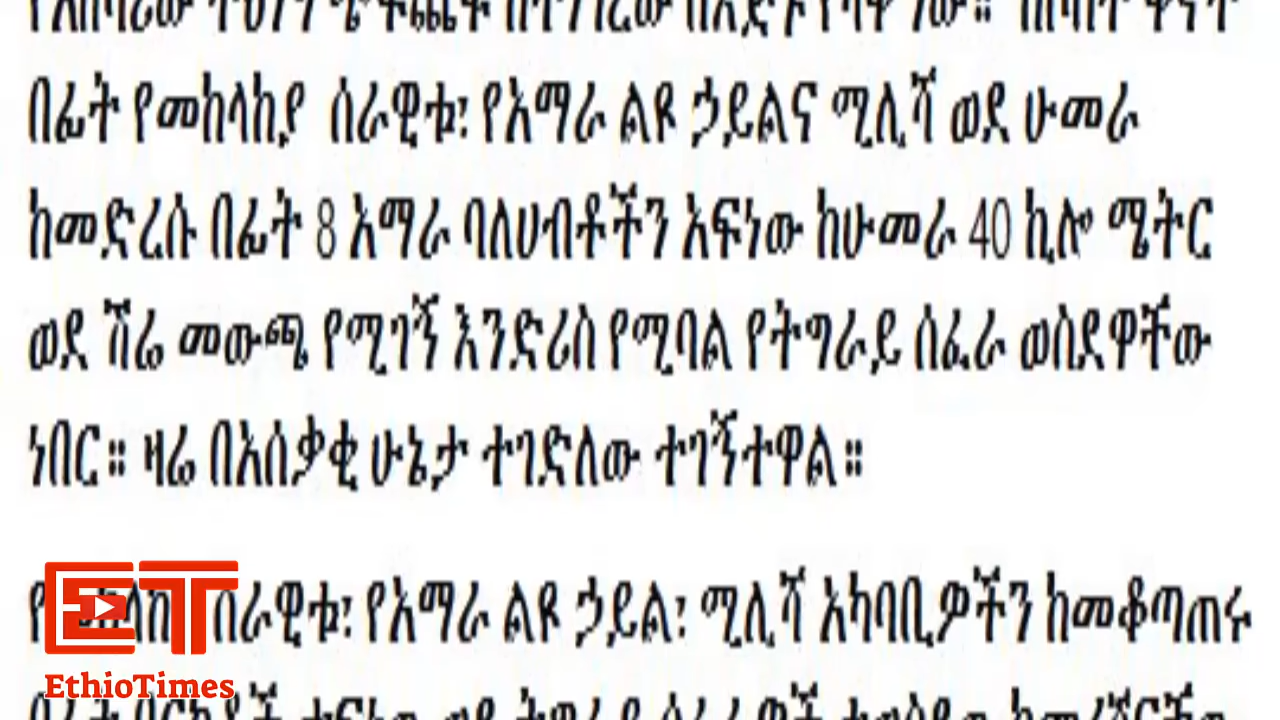 በፊት የመከላከያ ሰራዊቱ፣ የአማራ ልዩ ኃይልና ሚሊሻ ወደ ሁመራ
ከመድረሱ በፊት 8 አማራ ባለሀብቶችን አፍነው ከሁመራ 40 ኪሎ ሜትር
ወደ ሽሬ መውጫ የሚገኝ እንድሪስ የሚባል የትግራይ ሰፈራ ወስደዋቸው
ነበር። ዛሬ በአሰቃቂ ሁኔታ ተገድለው ተገኝተዋል።
ሰራዊቱ፣ የአማራ ልዩ ኃይል፣ ሚሊሻ አካባቢዎችን ከመቆጣጠሩ
ET
EthioTimes